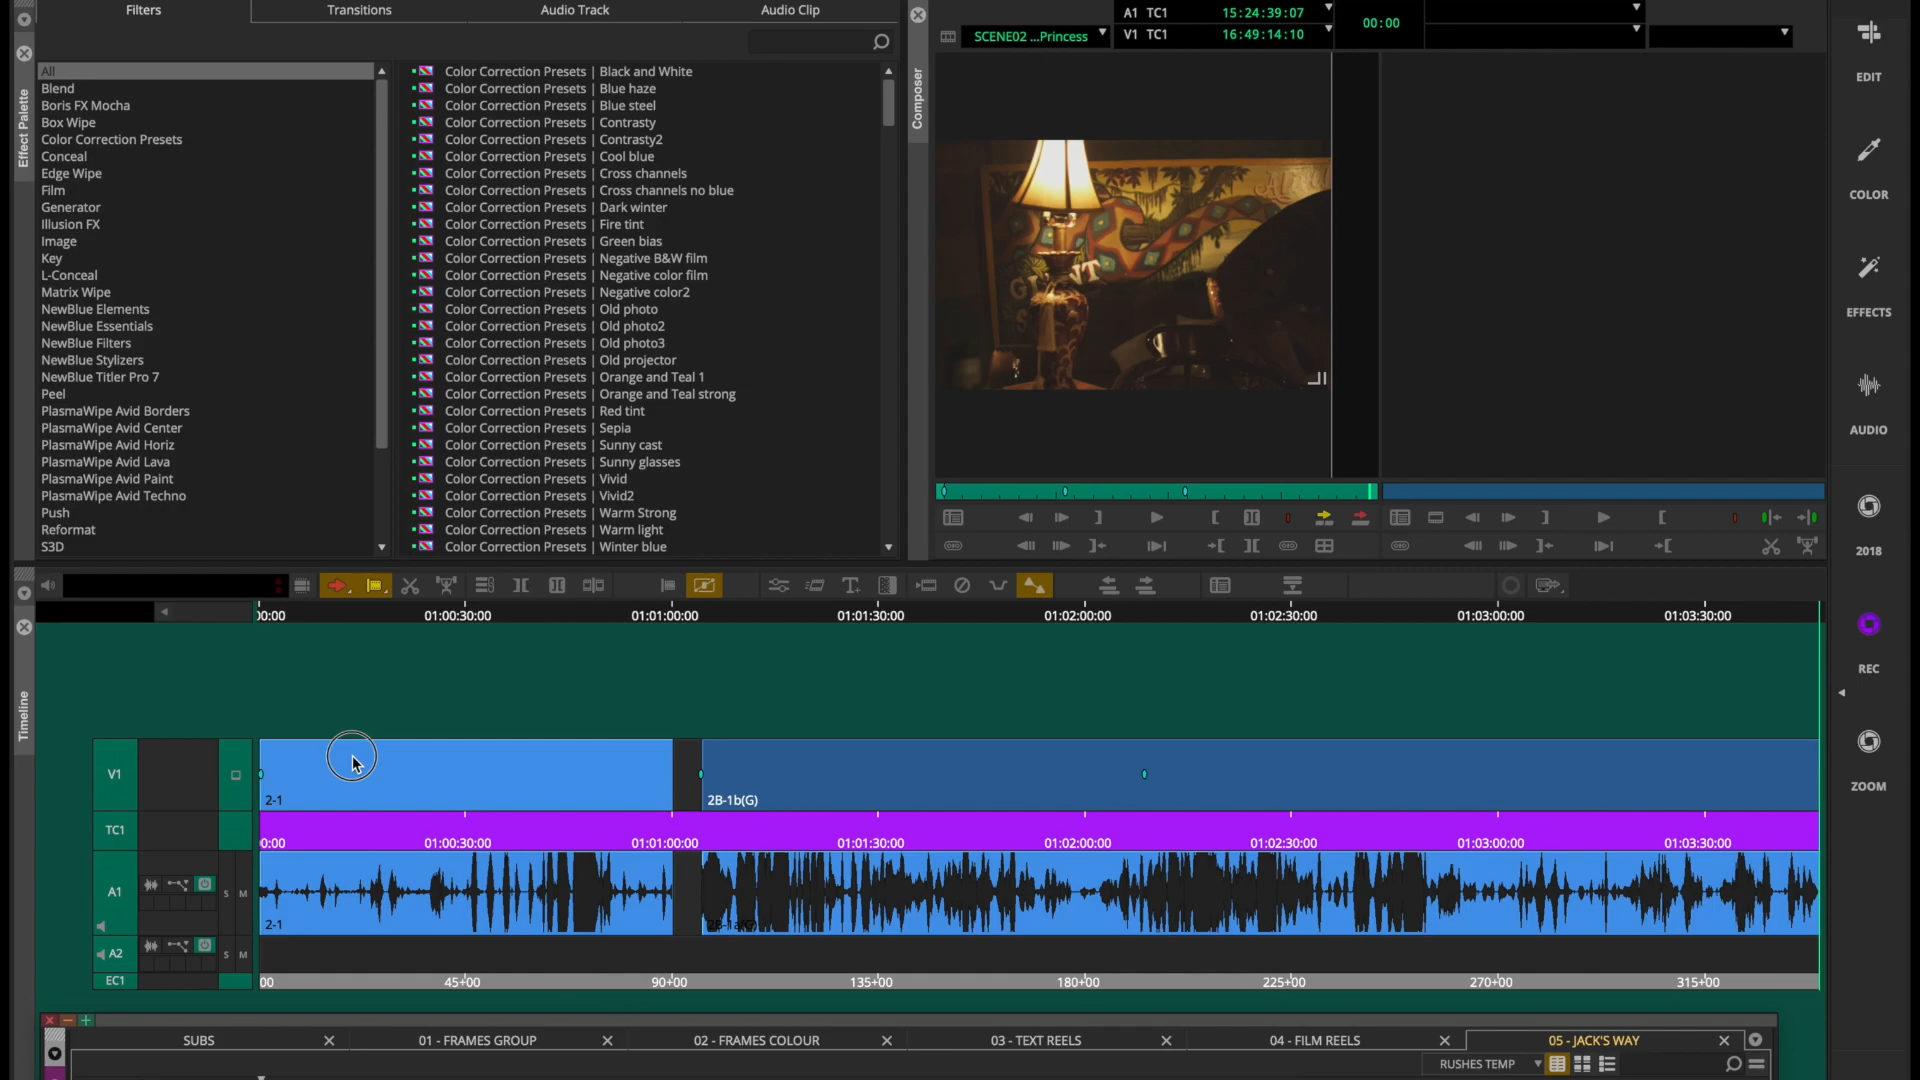 Filters
Transitions
Audio Track
Audio Clip
Effect Palette
All
Blend
Boris FX Mocha
Box Wipe
Color Correction Presets
Conceal
Edge Wipe
Film
Generator
Illusion FX
Image
Key
L-Conceal
Matrix Wipe
NewBlue Elements
NewBlue Essentials
NewBlue Filters
NewBlue Stylizers
NewBlue Titler Pro 7
Peel
PlasmaWipe Avid Borders
PlasmaWipe Avid Center
PlasmaWipe Avid Horiz
PlasmaWipe Avid Lava
PlasmaWipe Avid Paint
PlasmaWipe Avid Techno
Push
Reformat
S3D
Color Correction Presets | Black and White
Color Correction Presets | Blue haze
Color Correction Presets | Blue steel
Color Correction Presets | Contrasty
Color Correction Presets | Contrasty2
Color Correction Presets | Cool blue
Color Correction Presets | Cross channels
Color Correction Presets | Cross channels no blue
Color Correction Presets | Dark winter
Color Correction Presets | Fire tint
Color Correction Presets | Green bias
Color Correction Presets | Negative B&W film
Color Correction Presets | Negative color film
Color Correction Presets | Negative color2
Color Correction Presets | Old photo
Color Correction Presets | Old photo2
Color Correction Presets | Old photo3
Color Correction Presets | Old projector
Color Correction Presets | Orange and Teal 1
Color Correction Presets | Orange and Teal strong
Color Correction Presets | Red tint
Color Correction Presets | Sepia
Color Correction Presets | Sunny cast
Color Correction Presets | Sunny glasses
Color Correction Presets | Vivid
Color Correction Presets | Vivid2
Color Correction Presets | Warm Strong
Color Correction Presets | Warm light
Color Correction Presets | Winter blue
Composer
SCENE02 ...Princess
A1 TC1 15:24:39:07
V1 TC1 16:49:14:10
00:00
EDIT
COLOR
EFFECTS
AUDIO
2018
REC
ZOOM
Timeline
00:00 01:00:30:00 01:01:00:00 01:01:30:00 01:02:00:00 01:02:30:00 01:03:00:00 01:03:30:00
V1
2-1
2B-1b(G)
TC1
0:00 01:00:30:00 01:01:00:00 01:01:30:00 01:02:00:00 01:02:30:00 01:03:00:00 01:03:30:00
A1
S M
2-1
2B-1a(G)
A2
S M
EC1
00 45+00 90+00 135+00 180+00 225+00 270+00 315+00
SUBS
01 - FRAMES GROUP
02 - FRAMES COLOUR
03 - TEXT REELS
04 - FILM REELS
05 - JACK'S WAY
RUSHES TEMP